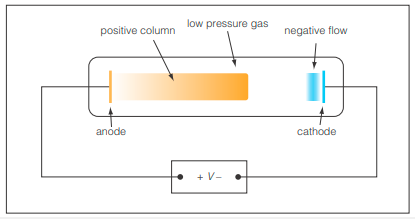 positive column
low pressure gas
negative flow
anode
cathode
+ V –